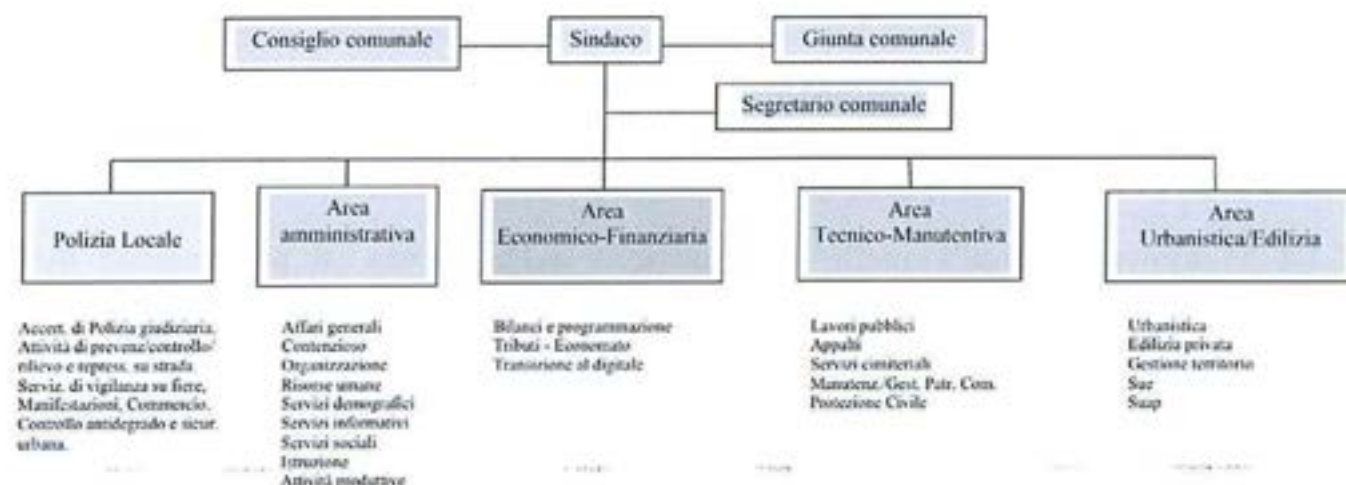 Consiglio comunale
Sindaco
Giunta comunale
Segretario comunale
Polizia Locale
Area
amministrativa
Area
Economico-Finanziaria
Area
Tecnico-Manutentiva
Area
Urbanistica/Edilizia
Accert. di Polizia giudiziaria,
Attività di prevenz/controllo/
rilievo e repress. su strada
Serviz. di vigilanza su fiere,
Manifestazioni, Commercio.
Controllo antidegrado e sicur.
urbana.
Affari generali
Contenzioso
Organizzazione
Risorse umane
Servizi demografici
Servizi informativi
Servizi sociali
Istruzione
Attività produttive
Bilanci e programmazione
Tributi - Economato
Transizione al digitale
Lavori pubblici
Appalti
Servizi cimiteriali
Manutenz./Gest. Patr. Com.
Protezione Civile
Urbanistica
Edilizia privata
Gestione territorio
Sue
Suap